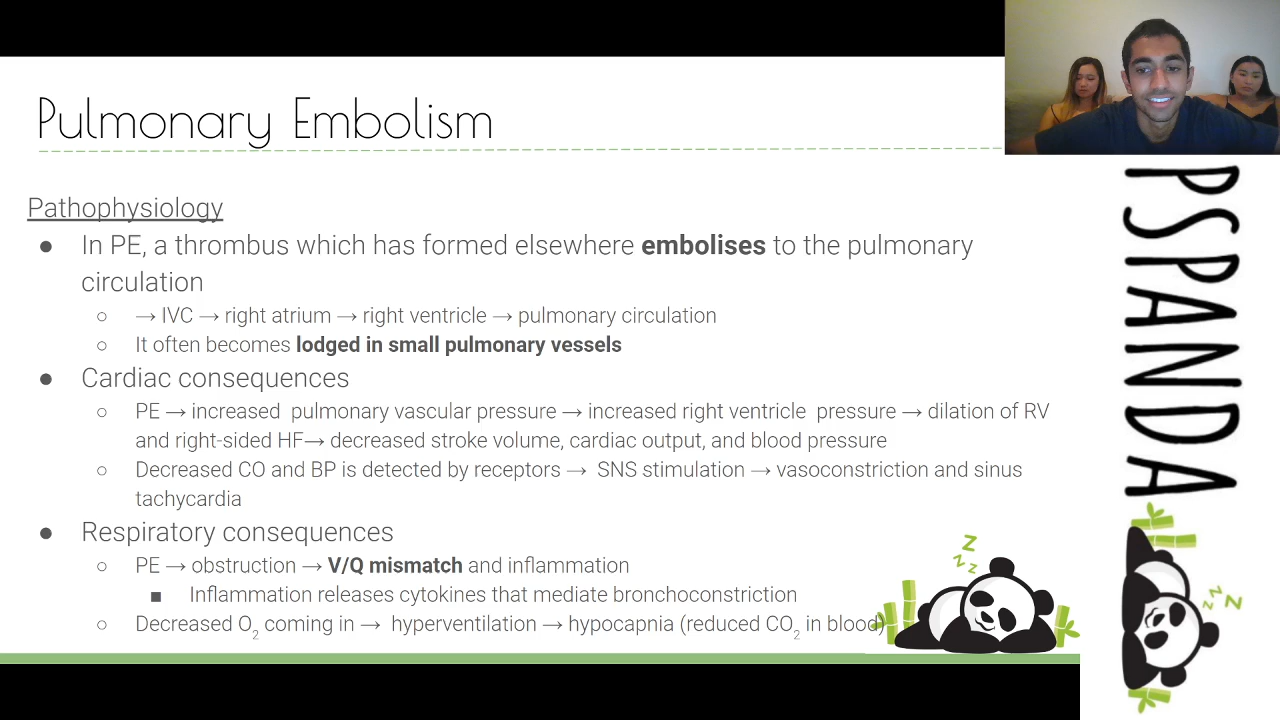 Pulmonary Embolism
Pathophysiology
● In PE, a thrombus which has formed elsewhere embolises to the pulmonary
circulation
○ → IVC → right atrium → right ventricle → pulmonary circulation
○ It often becomes lodged in small pulmonary vessels
● Cardiac consequences
○ PE → increased pulmonary vascular pressure → increased right ventricle pressure → dilation of RV
and right-sided HF→ decreased stroke volume, cardiac output, and blood pressure
○ Decreased CO and BP is detected by receptors → SNS stimulation → vasoconstriction and sinus
tachycardia
● Respiratory consequences
○ PE → obstruction → V/Q mismatch and inflammation
■ Inflammation releases cytokines that mediate bronchoconstriction
○ Decreased O₂ coming in → hyperventilation → hypocapnia (reduced CO₂ in blood)
z z z
PSPANDA
z z z